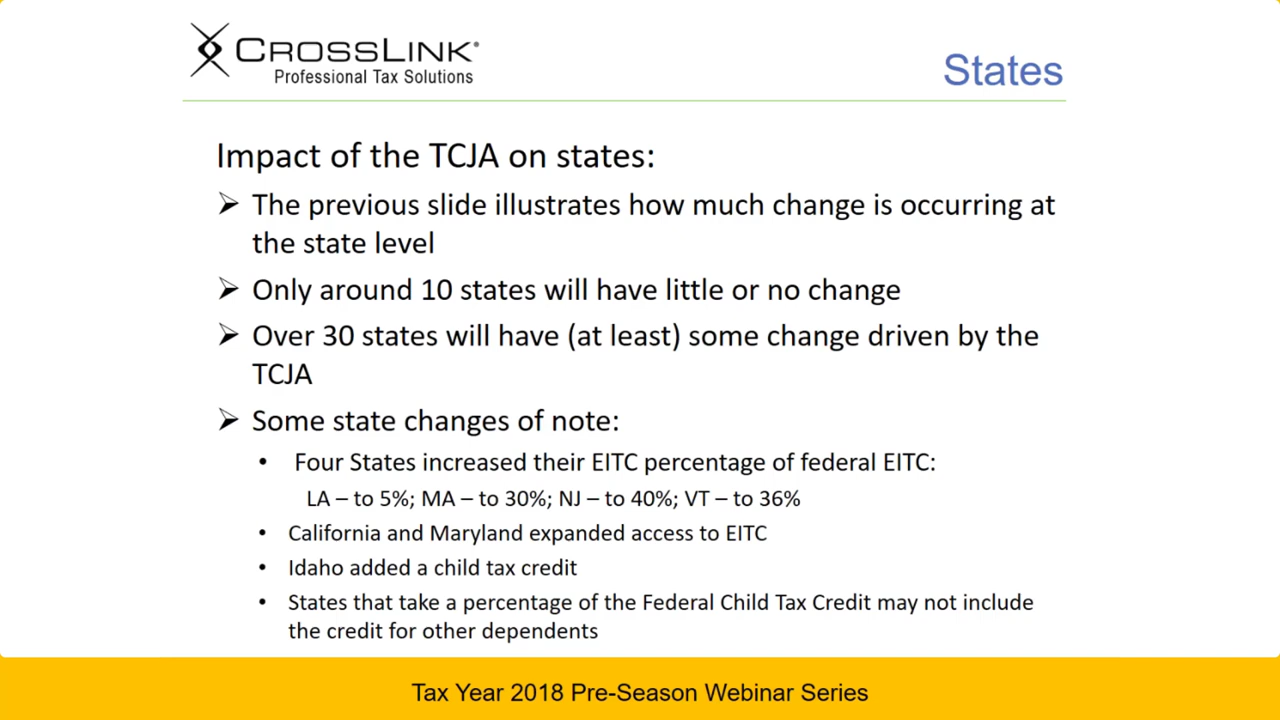 CROSSLINK®
Professional Tax Solutions
States
Impact of the TCJA on states:
➢ The previous slide illustrates how much change is occurring at
the state level
➢ Only around 10 states will have little or no change
➢ Over 30 states will have (at least) some change driven by the
TCJA
➢ Some state changes of note:
• Four States increased their EITC percentage of federal EITC:
LA – to 5%; MA – to 30%; NJ – to 40%; VT – to 36%
• California and Maryland expanded access to EITC
• Idaho added a child tax credit
• States that take a percentage of the Federal Child Tax Credit may not include
the credit for other dependents
Tax Year 2018 Pre-Season Webinar Series